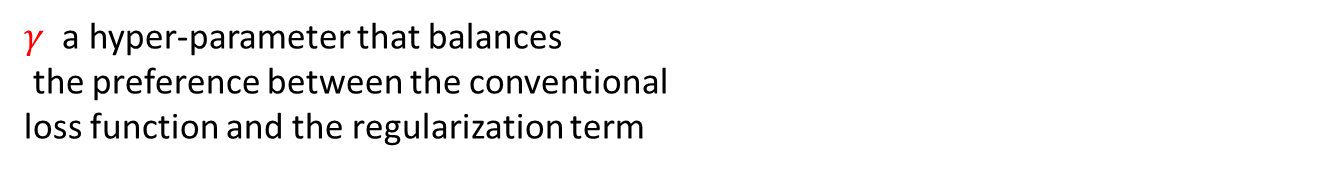 γ a hyper-parameter that balances
the preference between the conventional
loss function and the regularization term